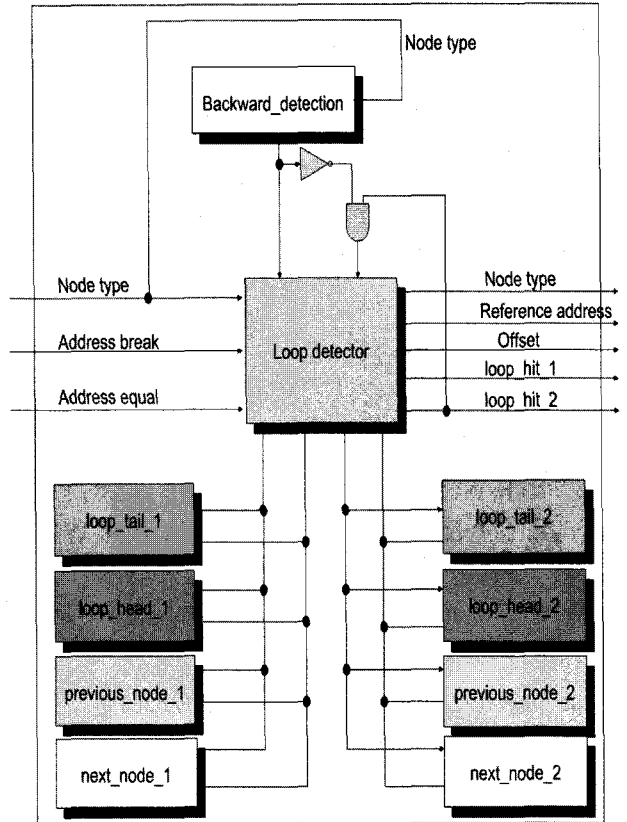 Node type
Backward_detection
Node type
Address break
Address equal
Loop detector
Node type
Reference address
Offset
loop_hit_1
loop_hit_2
loop_tail_1
loop_head_1
previous_node_1
next_node_1
loop_tail_2
loop_head_2
previous_node_2
next_node_2